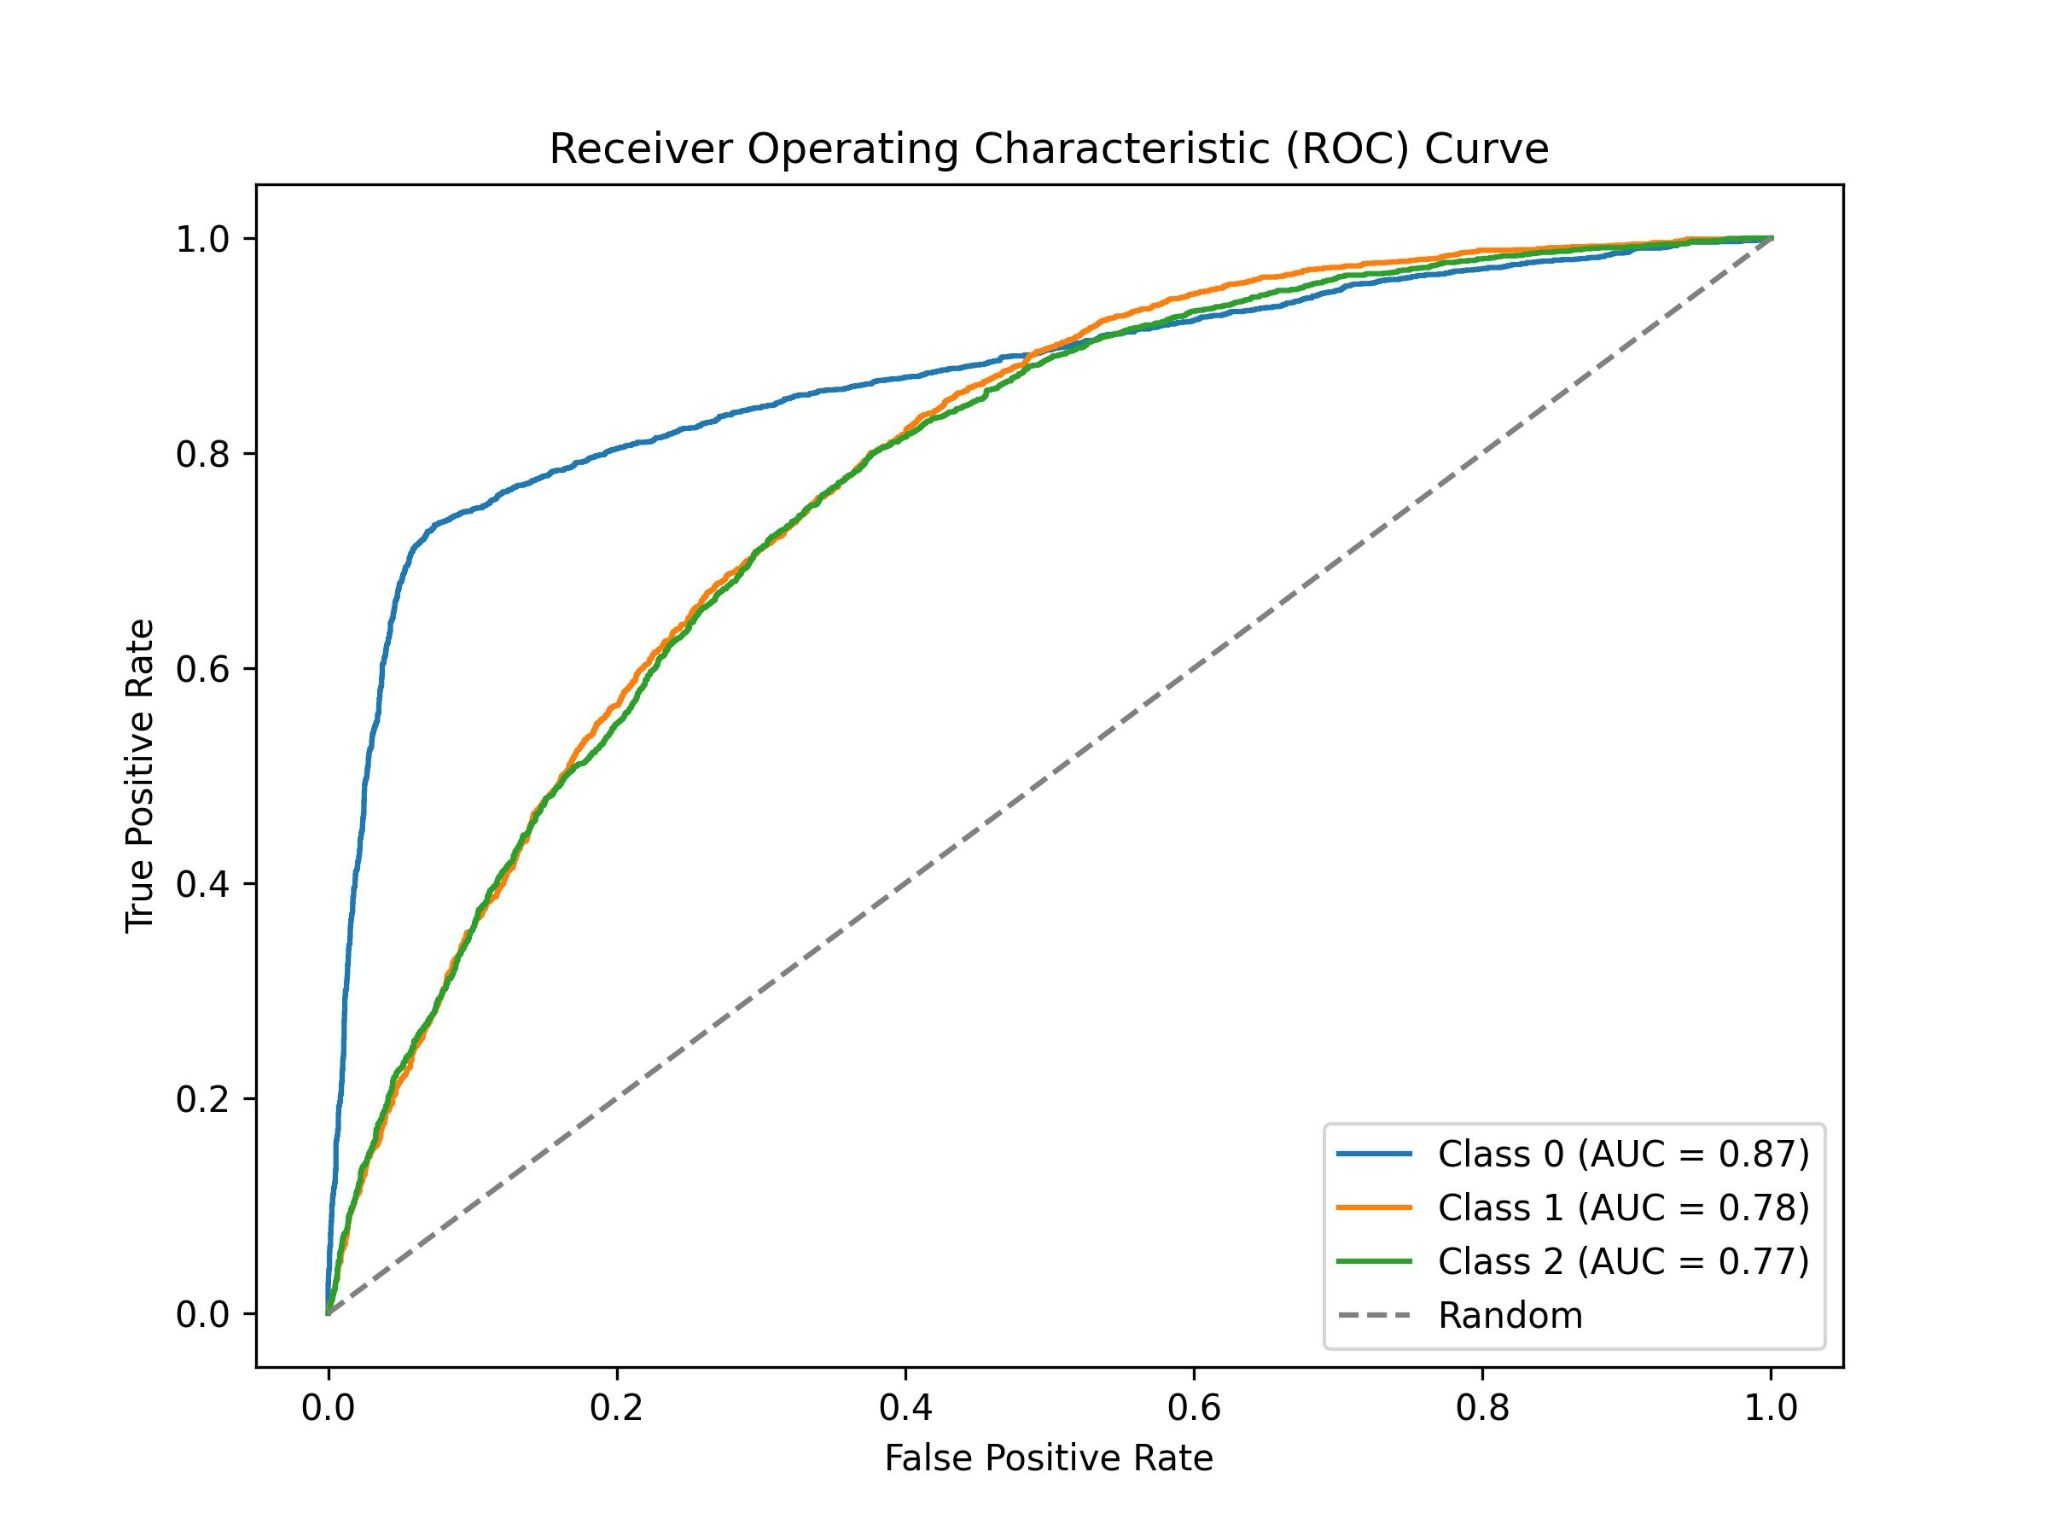 Receiver Operating Characteristic (ROC) Curve
1.0
0.8
0.6
0.4
0.2
0.0
True Positive Rate
Class 0 (AUC = 0.87)
Class 1 (AUC = 0.78)
Class 2 (AUC = 0.77)
Random
0.0 0.2 0.4 0.6 0.8 1.0
False Positive Rate